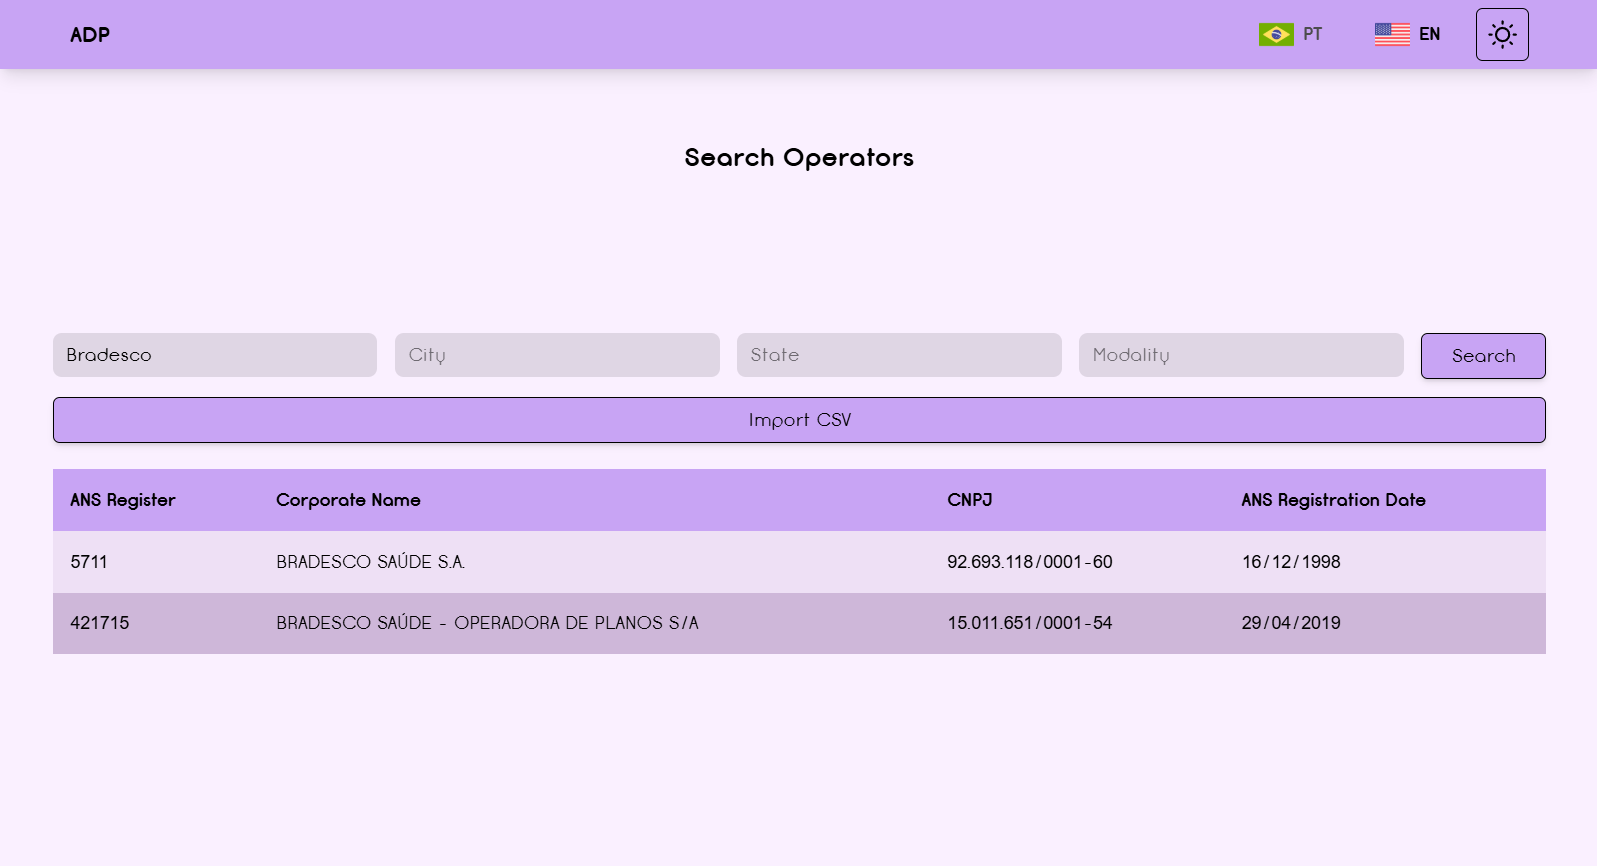 ADP PT EN
Search Operators
Bradesco City State Modality Search
Import CSV
ANS Register Corporate Name CNPJ ANS Registration Date
5711 BRADESCO SAÚDE S.A. 92.693.118/0001-60 16/12/1998
421715 BRADESCO SAÚDE - OPERADORA DE PLANOS S/A 15.011.651/0001-54 29/04/2019